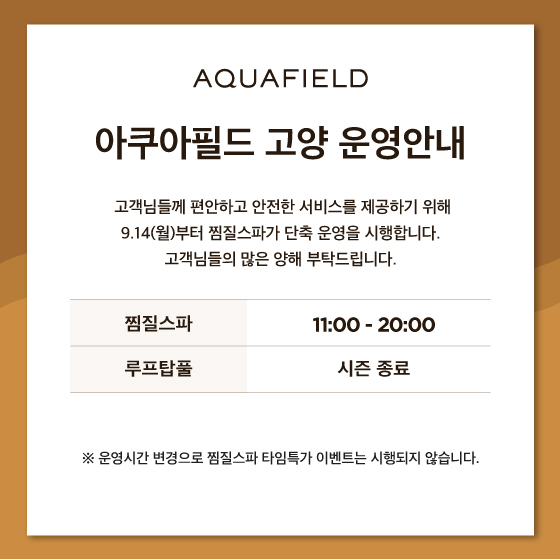 AQUAFIELD
아쿠아필드 고양 운영안내
고객님들께 편안하고 안전한 서비스를 제공하기 위해
9.14(월)부터 찜질스파가 단축 운영을 시행합니다.
고객님들의 많은 양해 부탁드립니다.
찜질스파 11:00 - 20:00
루프탑풀 시즌 종료
※ 운영시간 변경으로 찜질스파 타임특가 이벤트는 시행되지 않습니다.